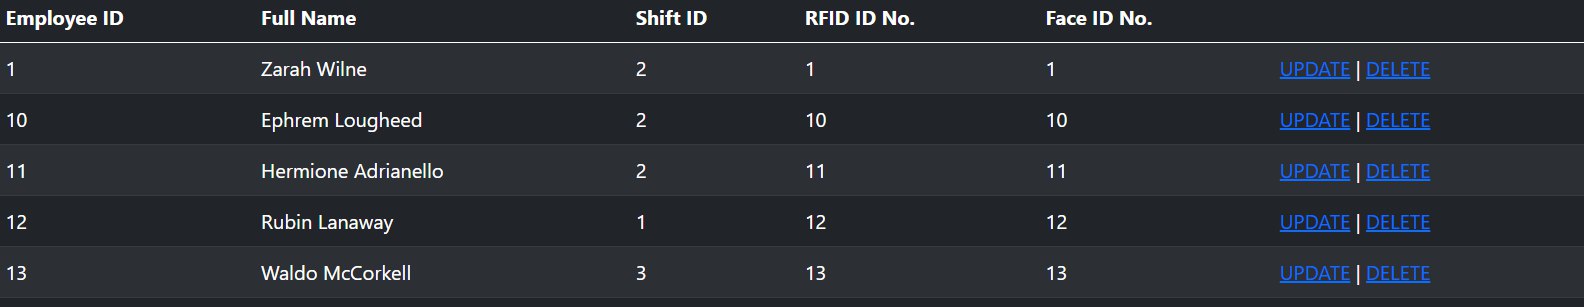 Employee ID Full Name Shift ID RFID ID No. Face ID No.
1 Zarah Wilne 2 1 1 UPDATE | DELETE
10 Ephrem Lougheed 2 10 10 UPDATE | DELETE
11 Hermione Adrianello 2 11 11 UPDATE | DELETE
12 Rubin Lanaway 1 12 12 UPDATE | DELETE
13 Waldo McCorkell 3 13 13 UPDATE | DELETE